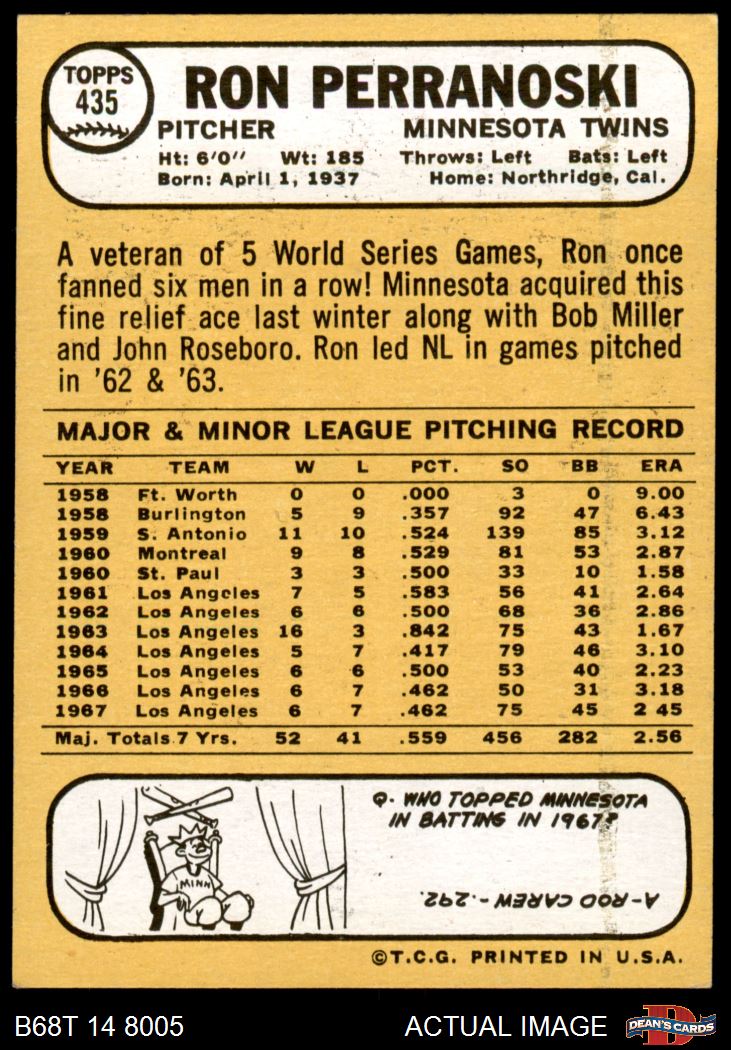 TOPPS
435
RON PERRANOSKI
PITCHER MINNESOTA TWINS
Ht: 6'0" Wt: 185 Throws: Left Bats: Left
Born: April 1, 1937 Home: Northridge, Cal.
A veteran of 5 World Series Games, Ron once
fanned six men in a row! Minnesota acquired this
fine relief ace last winter along with Bob Miller
and John Roseboro. Ron led NL in games pitched
in '62 & '63.
MAJOR & MINOR LEAGUE PITCHING RECORD
YEAR TEAM W L PCT. SO BB ERA
1958 Ft. Worth 0 0 .000 3 0 9.00
1958 Burlington 5 9 .357 92 47 6.43
1959 S. Antonio 11 10 .524 139 85 3.12
1960 Montreal 9 8 .529 81 53 2.87
1960 St. Paul 3 3 .500 33 10 1.58
1961 Los Angeles 7 5 .583 56 41 2.64
1962 Los Angeles 6 6 .500 68 36 2.86
1963 Los Angeles 16 3 .842 75 43 1.67
1964 Los Angeles 5 7 .417 79 46 3.10
1965 Los Angeles 6 6 .500 53 40 2.23
1966 Los Angeles 6 7 .462 50 31 3.18
1967 Los Angeles 6 7 .462 75 45 2 45
Maj. Totals 7 Yrs. 52 41 .559 456 282 2.56
MINN
Q- WHO TOPPED MINNESOTA
IN BATTING IN 1967?
A-ROD CAREW-.292.
©T.C.G. PRINTED IN U.S.A.
B68T 14 8005 ACTUAL IMAGE D DEAN'S CARDS